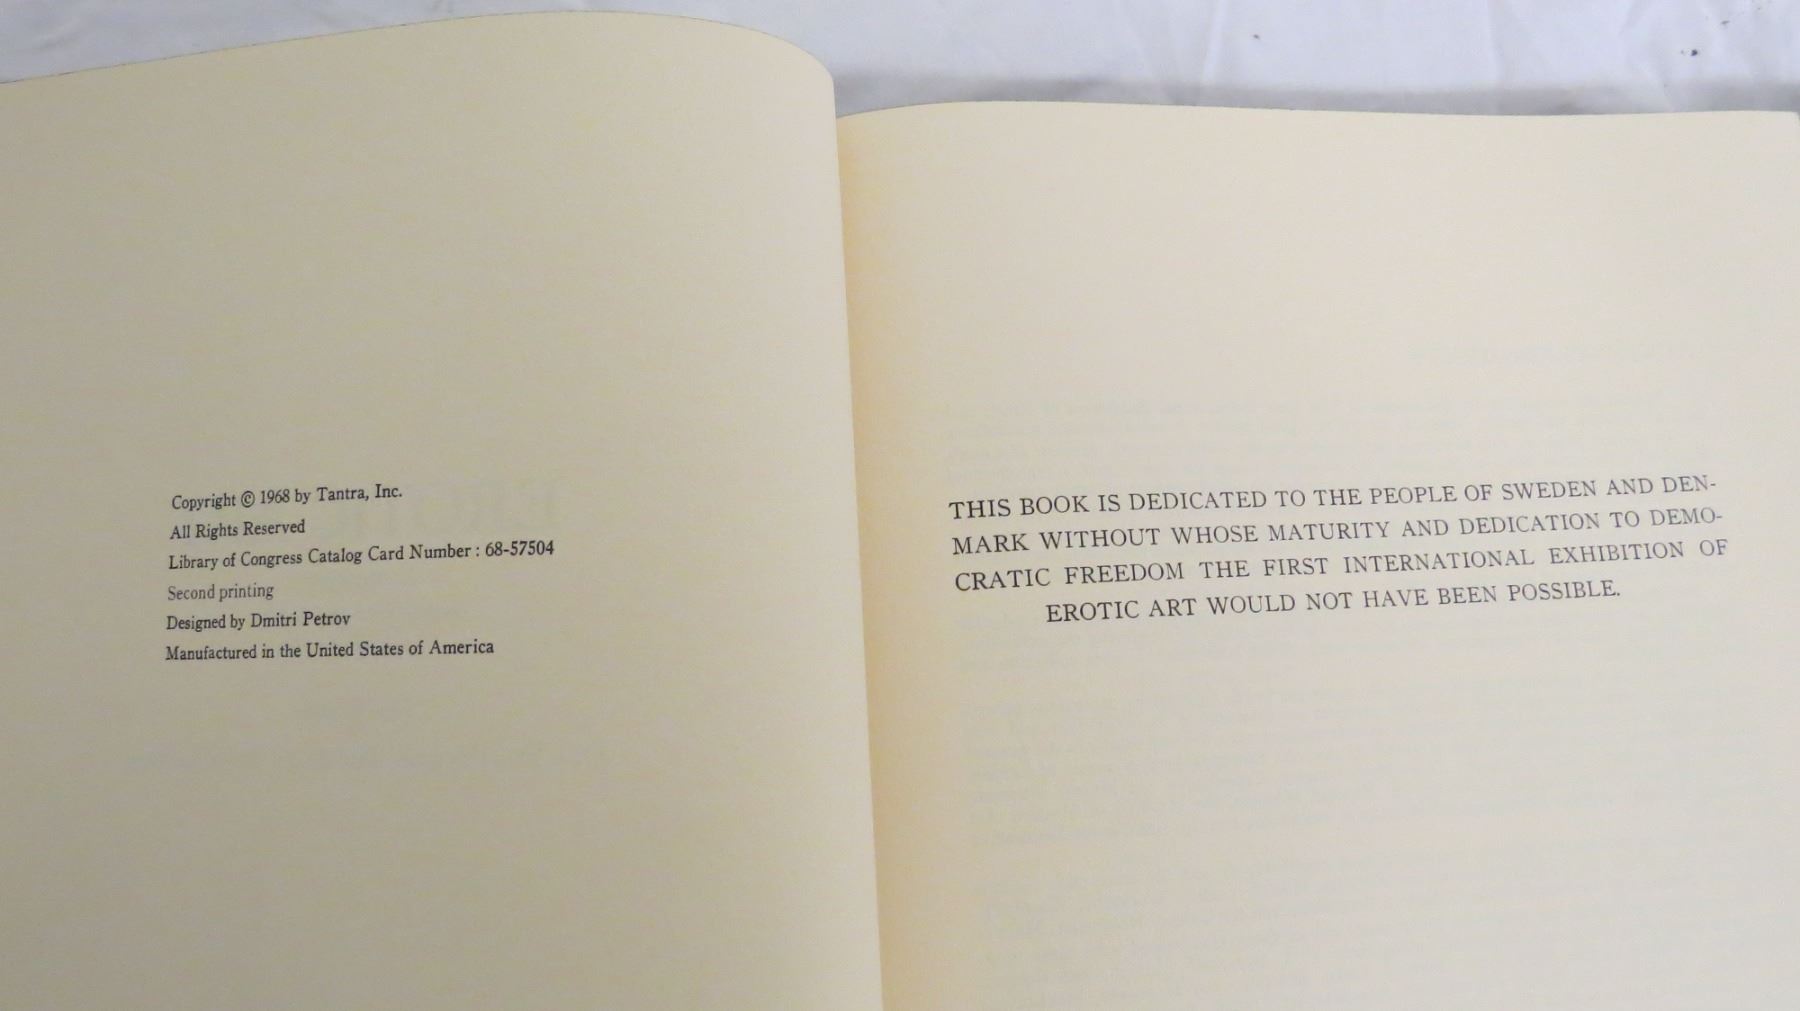 Copyright © 1968 by Tantra, Inc.
All Rights Reserved
Library of Congress Catalog Card Number : 68-57504
Second printing
Designed by Dmitri Petrov
Manufactured in the United States of America
THIS BOOK IS DEDICATED TO THE PEOPLE OF SWEDEN AND DEN-
MARK WITHOUT WHOSE MATURITY AND DEDICATION TO DEMO-
CRATIC FREEDOM THE FIRST INTERNATIONAL EXHIBITION OF
EROTIC ART WOULD NOT HAVE BEEN POSSIBLE.